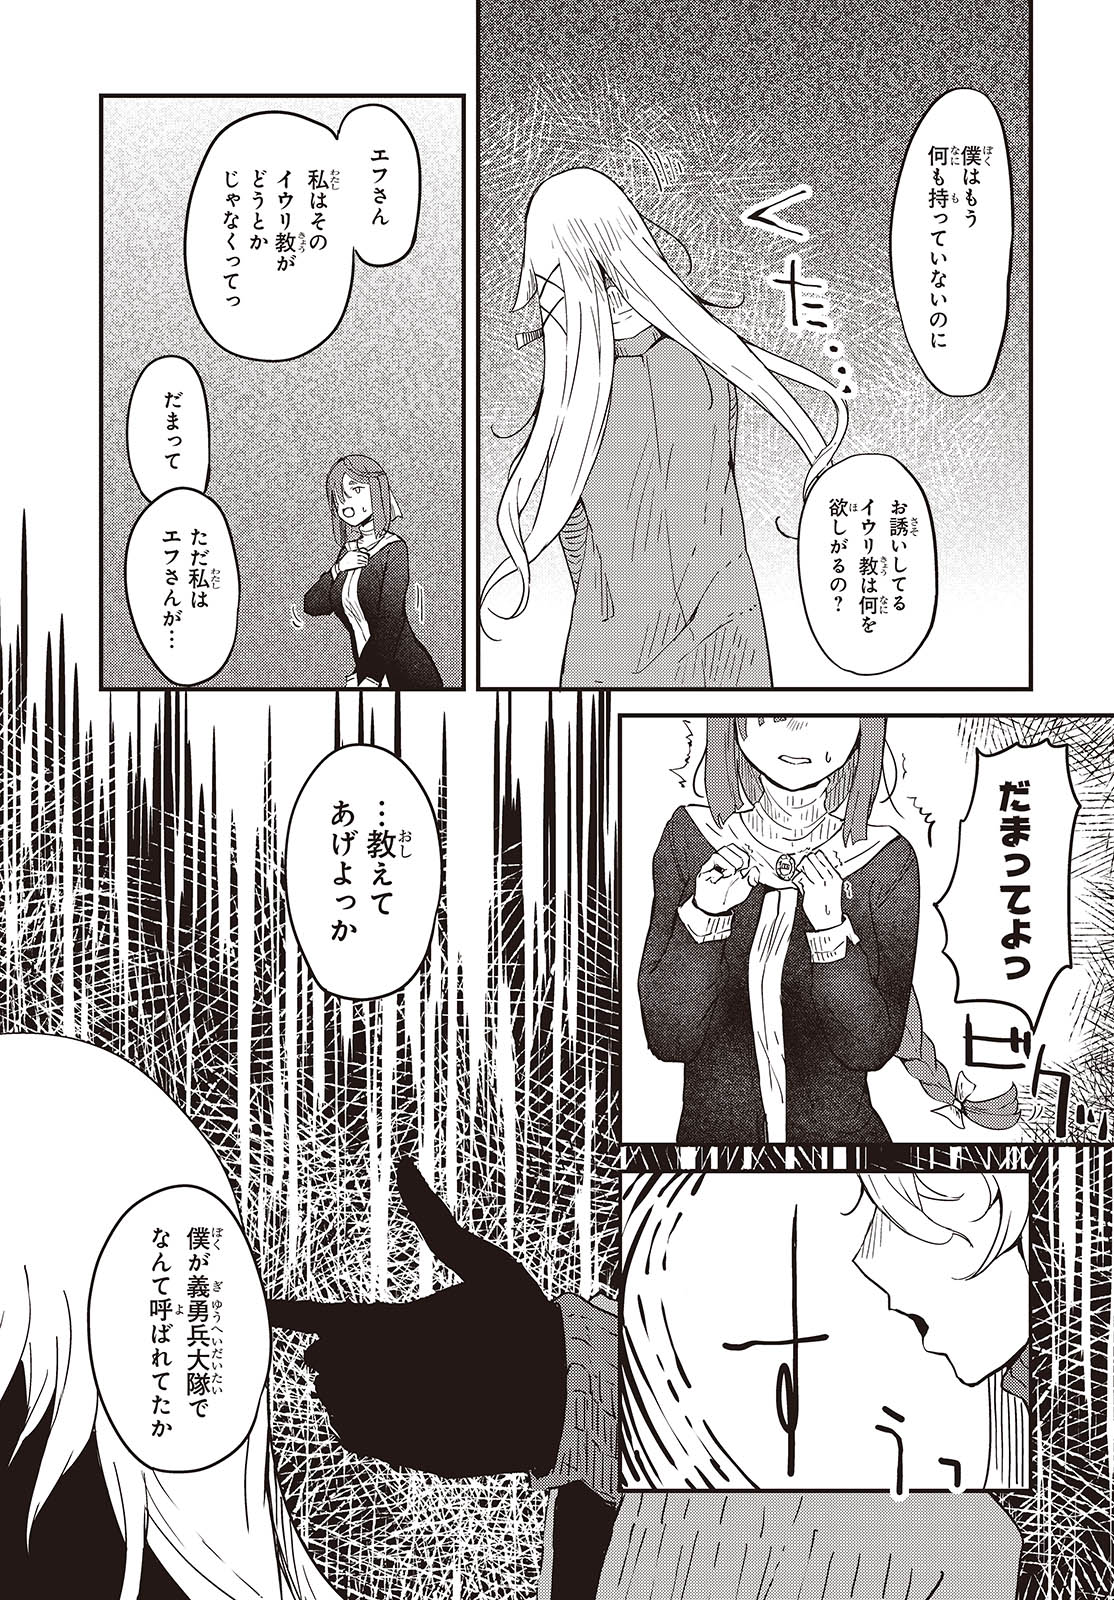 僕はもう
何も持っていないのに
くた…
お誘いしてる
イウリ教は何を
欲しがるの?
エフさん
私はその
イウリ教が
どうとか
じゃなくってっ
だまって
ただ私は
エフさんが…
だまってよっ
ビクッ
すうっ
…教えて
あげよっか
僕が義勇兵大隊で
なんて呼ばれてたか